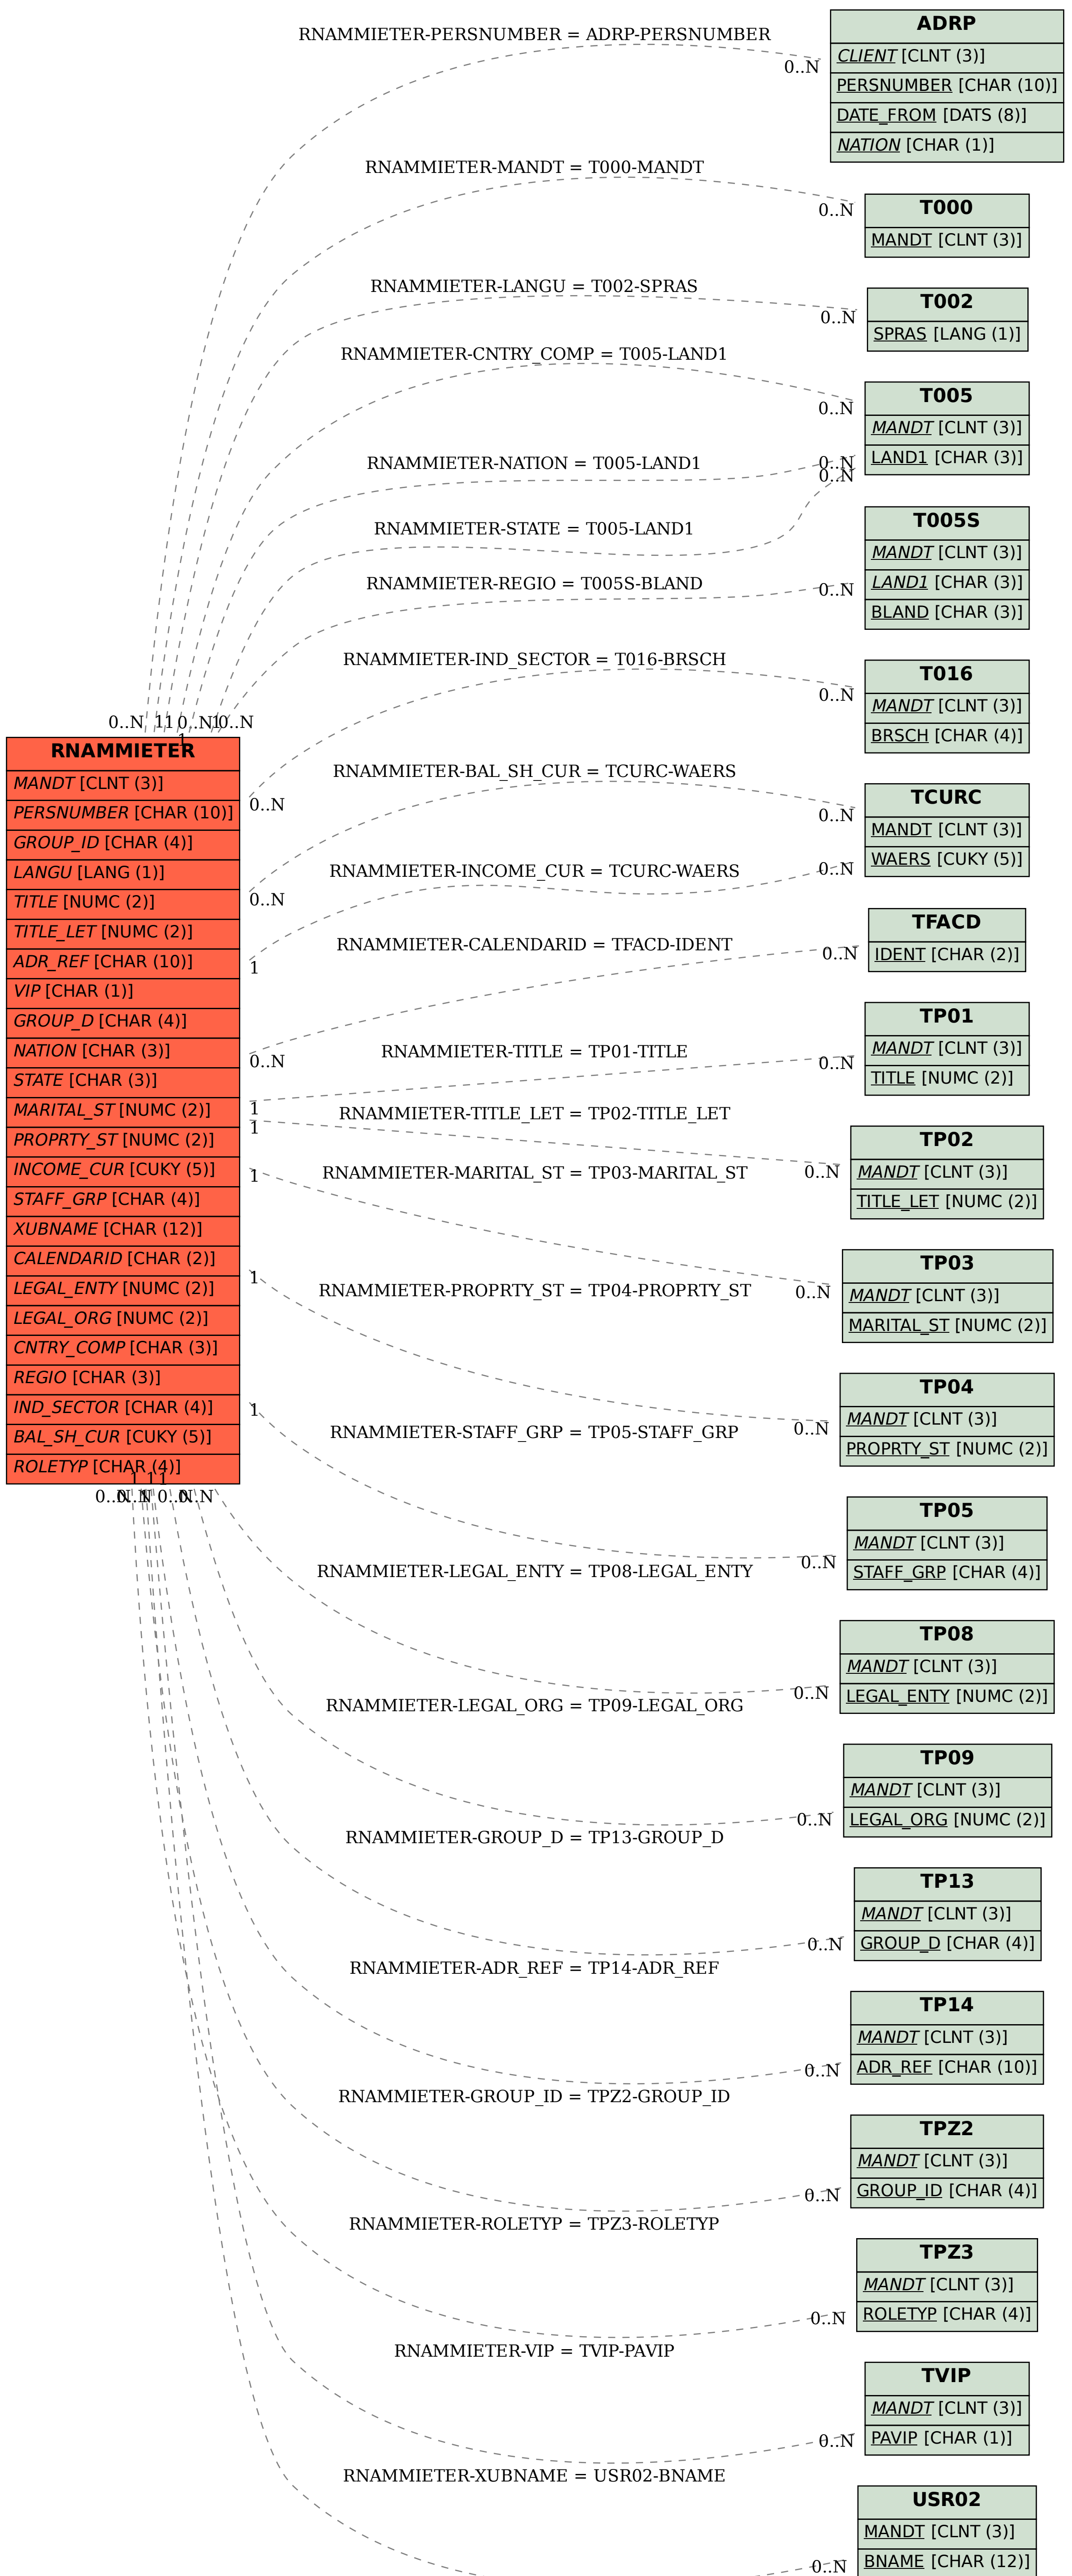 RNAMMIETER-PERSNUMBER = ADRP-PERSNUMBER
0..N
ADRP
CLIENT [CLNT (3)]
PERSNUMBER [CHAR (10)]
DATE_FROM [DATS (8)]
NATION [CHAR (1)]
RNAMMIETER-MANDT = T000-MANDT
0..N
T000
MANDT [CLNT (3)]
RNAMMIETER-LANGU = T002-SPRAS
0..N
T002
SPRAS [LANG (1)]
RNAMMIETER-CNTRY_COMP = T005-LAND1
0..N
T005
MANDT [CLNT (3)]
LAND1 [CHAR (3)]
RNAMMIETER-NATION = T005-LAND1
0..N
RNAMMIETER-STATE = T005-LAND1
0..N
T005S
MANDT [CLNT (3)]
LAND1 [CHAR (3)]
BLAND [CHAR (3)]
RNAMMIETER-REGIO = T005S-BLAND
0..N
RNAMMIETER-IND_SECTOR = T016-BRSCH
0..N
T016
MANDT [CLNT (3)]
BRSCH [CHAR (4)]
0..N
1
1
0..N
1
0..N
1
RNAMMIETER
MANDT [CLNT (3)]
PERSNUMBER [CHAR (10)]
GROUP_ID [CHAR (4)]
LANGU [LANG (1)]
TITLE [NUMC (2)]
TITLE_LET [NUMC (2)]
ADR_REF [CHAR (10)]
VIP [CHAR (1)]
GROUP_D [CHAR (4)]
NATION [CHAR (3)]
STATE [CHAR (3)]
MARITAL_ST [NUMC (2)]
PROPRTY_ST [NUMC (2)]
INCOME_CUR [CUKY (5)]
STAFF_GRP [CHAR (4)]
XUBNAME [CHAR (12)]
CALENDARID [CHAR (2)]
LEGAL_ENTY [NUMC (2)]
LEGAL_ORG [NUMC (2)]
CNTRY_COMP [CHAR (3)]
REGIO [CHAR (3)]
IND_SECTOR [CHAR (4)]
BAL_SH_CUR [CUKY (5)]
ROLETYP [CHAR (4)]
0..N
RNAMMIETER-BAL_SH_CUR = TCURC-WAERS
0..N
0..N
TCURC
MANDT [CLNT (3)]
WAERS [CUKY (5)]
RNAMMIETER-INCOME_CUR = TCURC-WAERS
0..N
1
RNAMMIETER-CALENDARID = TFACD-IDENT
0..N
0..N
TFACD
IDENT [CHAR (2)]
RNAMMIETER-TITLE = TP01-TITLE
0..N
1
TP01
MANDT [CLNT (3)]
TITLE [NUMC (2)]
RNAMMIETER-TITLE_LET = TP02-TITLE_LET
1
0..N
TP02
MANDT [CLNT (3)]
TITLE_LET [NUMC (2)]
RNAMMIETER-MARITAL_ST = TP03-MARITAL_ST
1
0..N
TP03
MANDT [CLNT (3)]
MARITAL_ST [NUMC (2)]
RNAMMIETER-PROPRTY_ST = TP04-PROPRTY_ST
1
0..N
TP04
MANDT [CLNT (3)]
PROPRTY_ST [NUMC (2)]
RNAMMIETER-STAFF_GRP = TP05-STAFF_GRP
1
0..N
TP05
MANDT [CLNT (3)]
STAFF_GRP [CHAR (4)]
1
1
1
0..N
0..N
1
0..N
0..N
RNAMMIETER-LEGAL_ENTY = TP08-LEGAL_ENTY
0..N
TP08
MANDT [CLNT (3)]
LEGAL_ENTY [NUMC (2)]
RNAMMIETER-LEGAL_ORG = TP09-LEGAL_ORG
0..N
TP09
MANDT [CLNT (3)]
LEGAL_ORG [NUMC (2)]
RNAMMIETER-GROUP_D = TP13-GROUP_D
0..N
TP13
MANDT [CLNT (3)]
GROUP_D [CHAR (4)]
RNAMMIETER-ADR_REF = TP14-ADR_REF
0..N
TP14
MANDT [CLNT (3)]
ADR_REF [CHAR (10)]
RNAMMIETER-GROUP_ID = TPZ2-GROUP_ID
0..N
TPZ2
MANDT [CLNT (3)]
GROUP_ID [CHAR (4)]
RNAMMIETER-ROLETYP = TPZ3-ROLETYP
0..N
TPZ3
MANDT [CLNT (3)]
ROLETYP [CHAR (4)]
RNAMMIETER-VIP = TVIP-PAVIP
0..N
TVIP
MANDT [CLNT (3)]
PAVIP [CHAR (1)]
RNAMMIETER-XUBNAME = USR02-BNAME
0..N
USR02
MANDT [CLNT (3)]
BNAME [CHAR (12)]